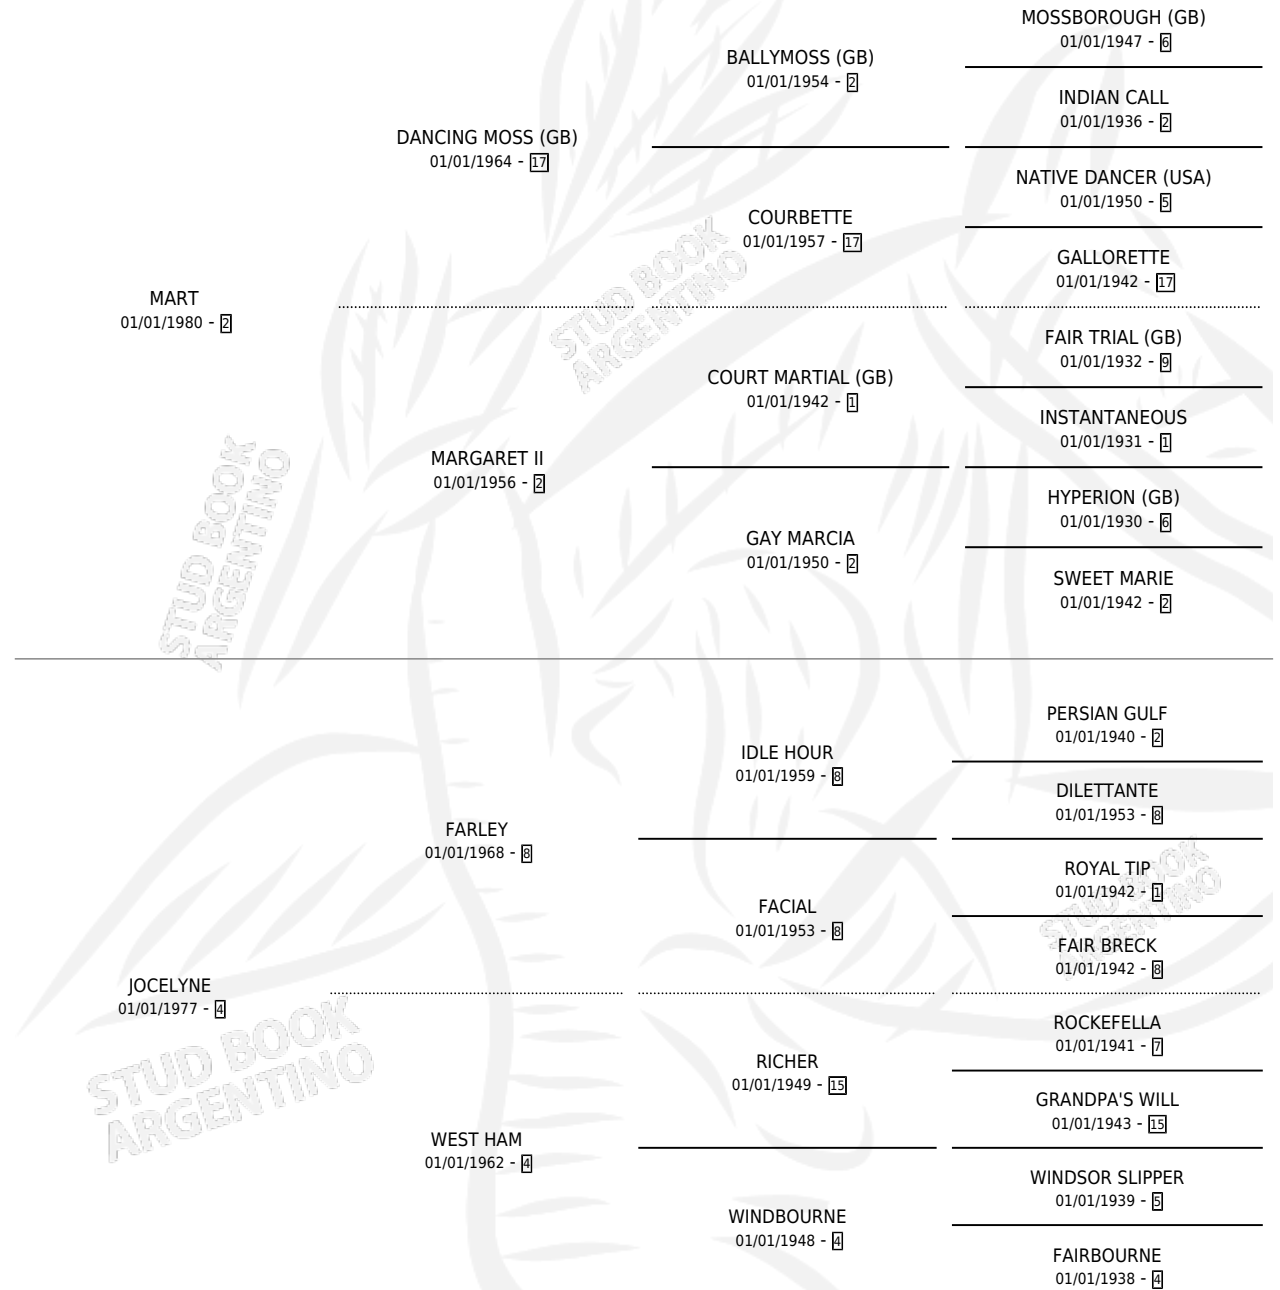 MOSSBOROUGH (GB)
01/01/1947 - 6
BALLYMOSS (GB)
01/01/1954 - 2
INDIAN CALL
01/01/1936 - 2
DANCING MOSS (GB)
01/01/1964 - 17
NATIVE DANCER (USA)
01/01/1950 - 5
COURBETTE
01/01/1957 - 17
GALLORETTE
01/01/1942 - 17
MART
01/01/1980 - 2
FAIR TRIAL (GB)
01/01/1932 - 9
COURT MARTIAL (GB)
01/01/1942 - 1
INSTANTANEOUS
01/01/1931 - 1
MARGARET II
01/01/1956 - 2
HYPERION (GB)
01/01/1930 - 6
GAY MARCIA
01/01/1950 - 2
SWEET MARIE
01/01/1942 - 2
STUD BOOK
ARGENTINO
STUD BOOK
ARGENTINO
PERSIAN GULF
01/01/1940 - 2
IDLE HOUR
01/01/1959 - 8
DILETTANTE
01/01/1953 - 8
FARLEY
01/01/1968 - 8
ROYAL TIP
01/01/1942 - 1
FACIAL
01/01/1953 - 8
FAIR BRECK
01/01/1942 - 8
JOCELYNE
01/01/1977 - 4
ROCKEFELLA
01/01/1941 - 7
RICHER
01/01/1949 - 15
GRANDPA'S WILL
01/01/1943 - 15
WEST HAM
01/01/1962 - 4
WINDSOR SLIPPER
01/01/1939 - 5
WINDBOURNE
01/01/1948 - 4
FAIRBOURNE
01/01/1938 - 4
STUD BOOK
ARGENTINO
STUD BOOK
ARGENTINO